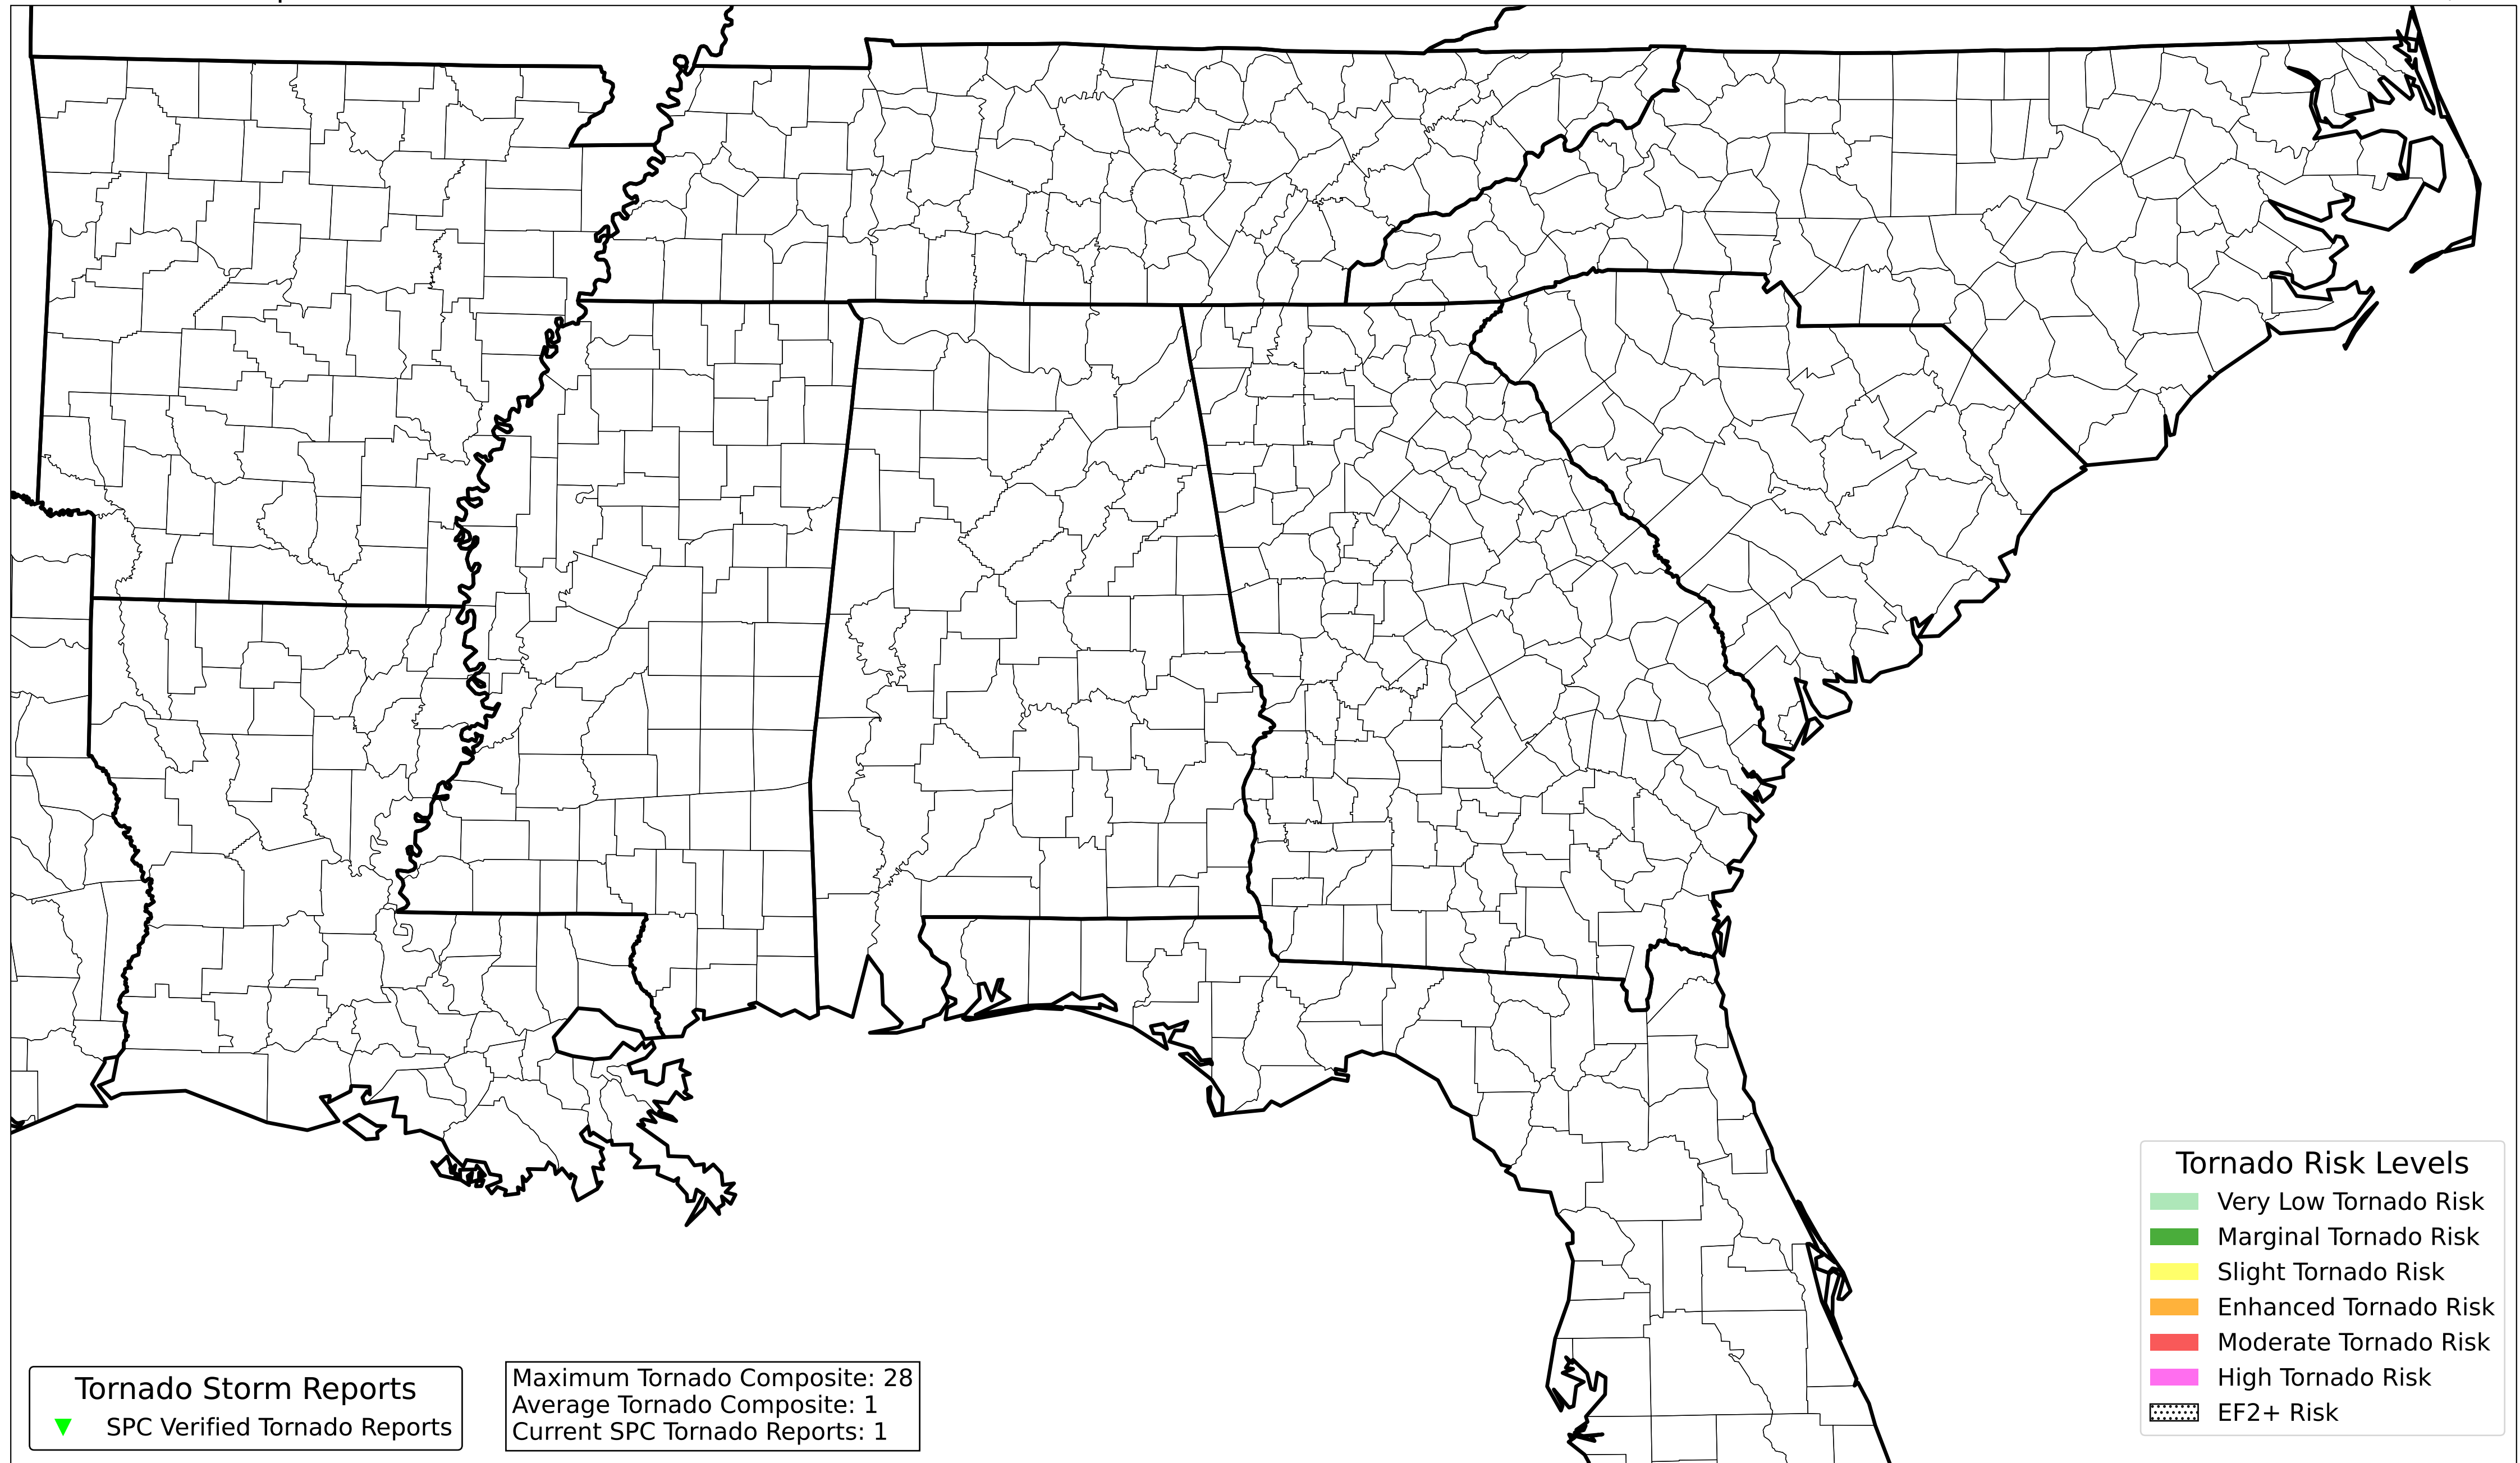 Tornado Risk Levels
Very Low Tornado Risk
Marginal Tornado Risk
Slight Tornado Risk
Enhanced Tornado Risk
Moderate Tornado Risk
High Tornado Risk
EF2+ Risk
Tornado Storm Reports
SPC Verified Tornado Reports
Maximum Tornado Composite: 28
Average Tornado Composite: 1
Current SPC Tornado Reports: 1